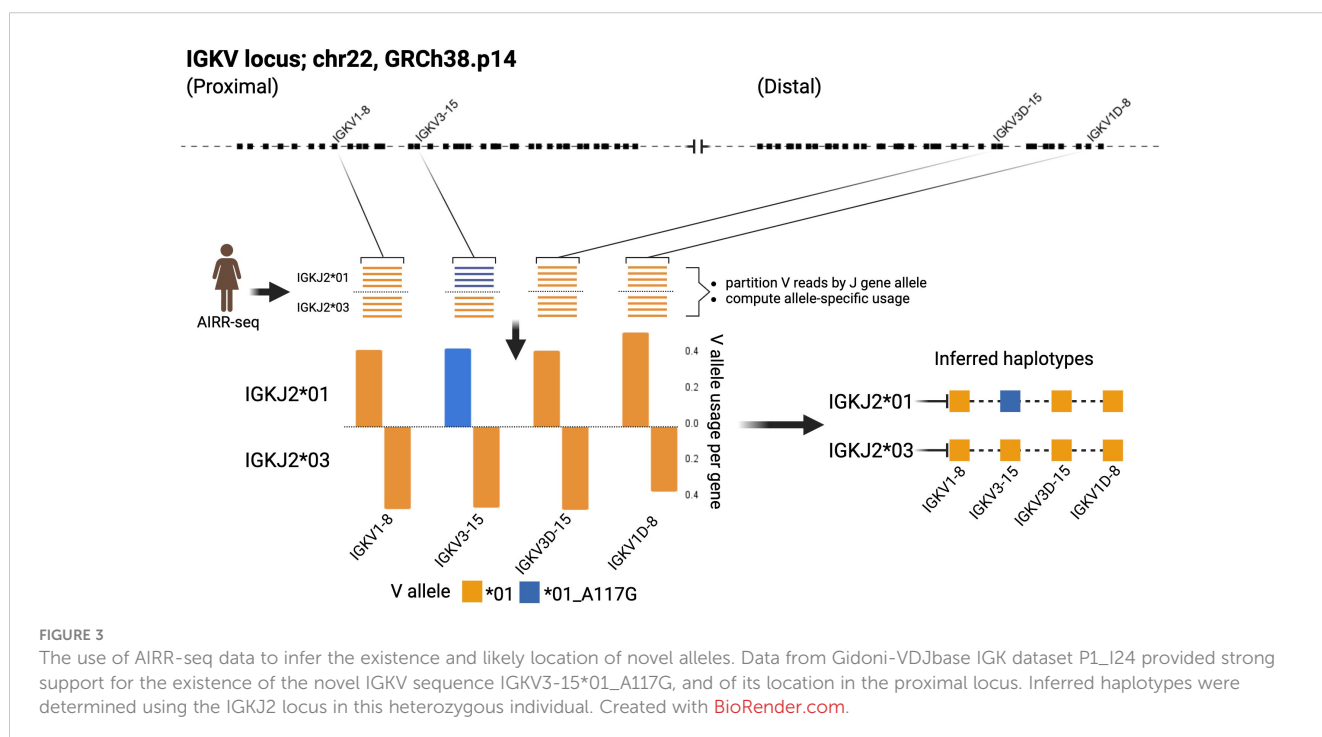 IGKV locus; chr22, GRCh38.p14
(Proximal)
(Distal)
IGKV1-8
IGKV3-15
IGKV3D-15
IGKV1D-8
AIRR-seq
IGKJ2*01
IGKJ2*03
• partition V reads by J gene allele
• compute allele-specific usage
IGKJ2*01
IGKJ2*03
0.4
0.2
0.0
0.2
0.4
V allele usage per gene
IGKV1-8
IGKV3-15
IGKV3D-15
IGKV1D-8
V allele *01 *01_A117G
Inferred haplotypes
IGKJ2*01
IGKJ2*03
IGKV1-8
IGKV3-15
IGKV3D-15
IGKV1D-8
FIGURE 3
The use of AIRR-seq data to infer the existence and likely location of novel alleles. Data from Gidoni-VDJbase IGK dataset P1_I24 provided strong
support for the existence of the novel IGKV sequence IGKV3-15*01_A117G, and of its location in the proximal locus. Inferred haplotypes were
determined using the IGKJ2 locus in this heterozygous individual. Created with BioRender.com.